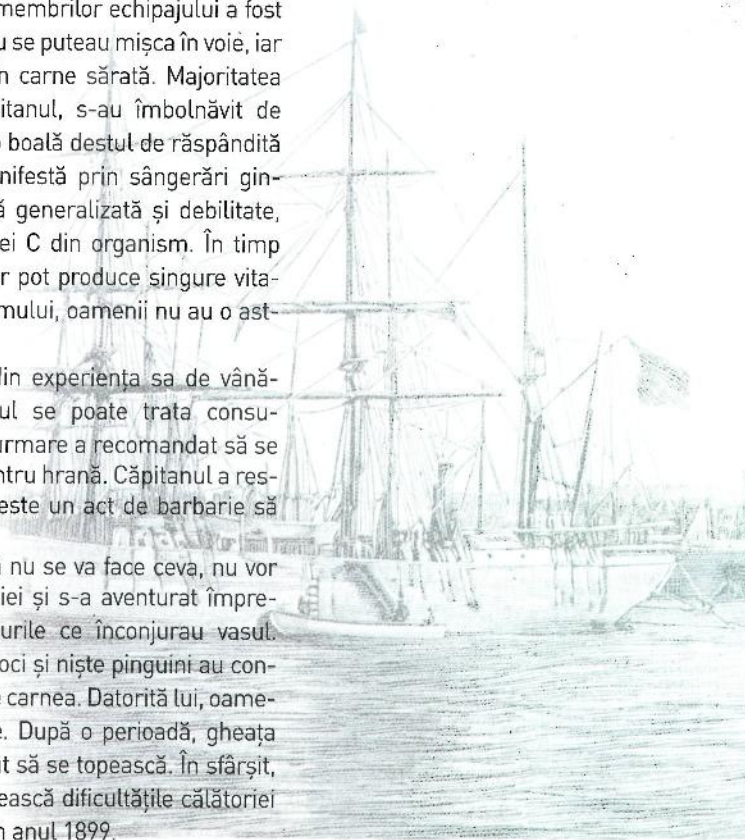 membrilor echipajului a fost
u se puteau mișca în voie, iar
n carne sărată. Majoritatea
itanul, s-au îmbolnăvit de
boală destul de răspândită
nifestă prin sângerări gin-
ă generalizată și debilitate,
ei C din organism. În timp
r pot produce singure vita-
mului, oamenii nu au o ast-
din experiența sa de vână-
ul se poate trata consu-
urmare a recomandat să se
ntru hrană. Căpitanul a res-
este un act de barbarie să
nu se va face ceva, nu vor
iei și s-a aventurat împre-
urile ce înconjurau vasul.
oci și niște pinguini au con-
carnea. Datorită lui, oame-
e. După o perioadă, gheața
ut să se topească. În sfârșit,
ească dificultățile călătoriei
n anul 1899.